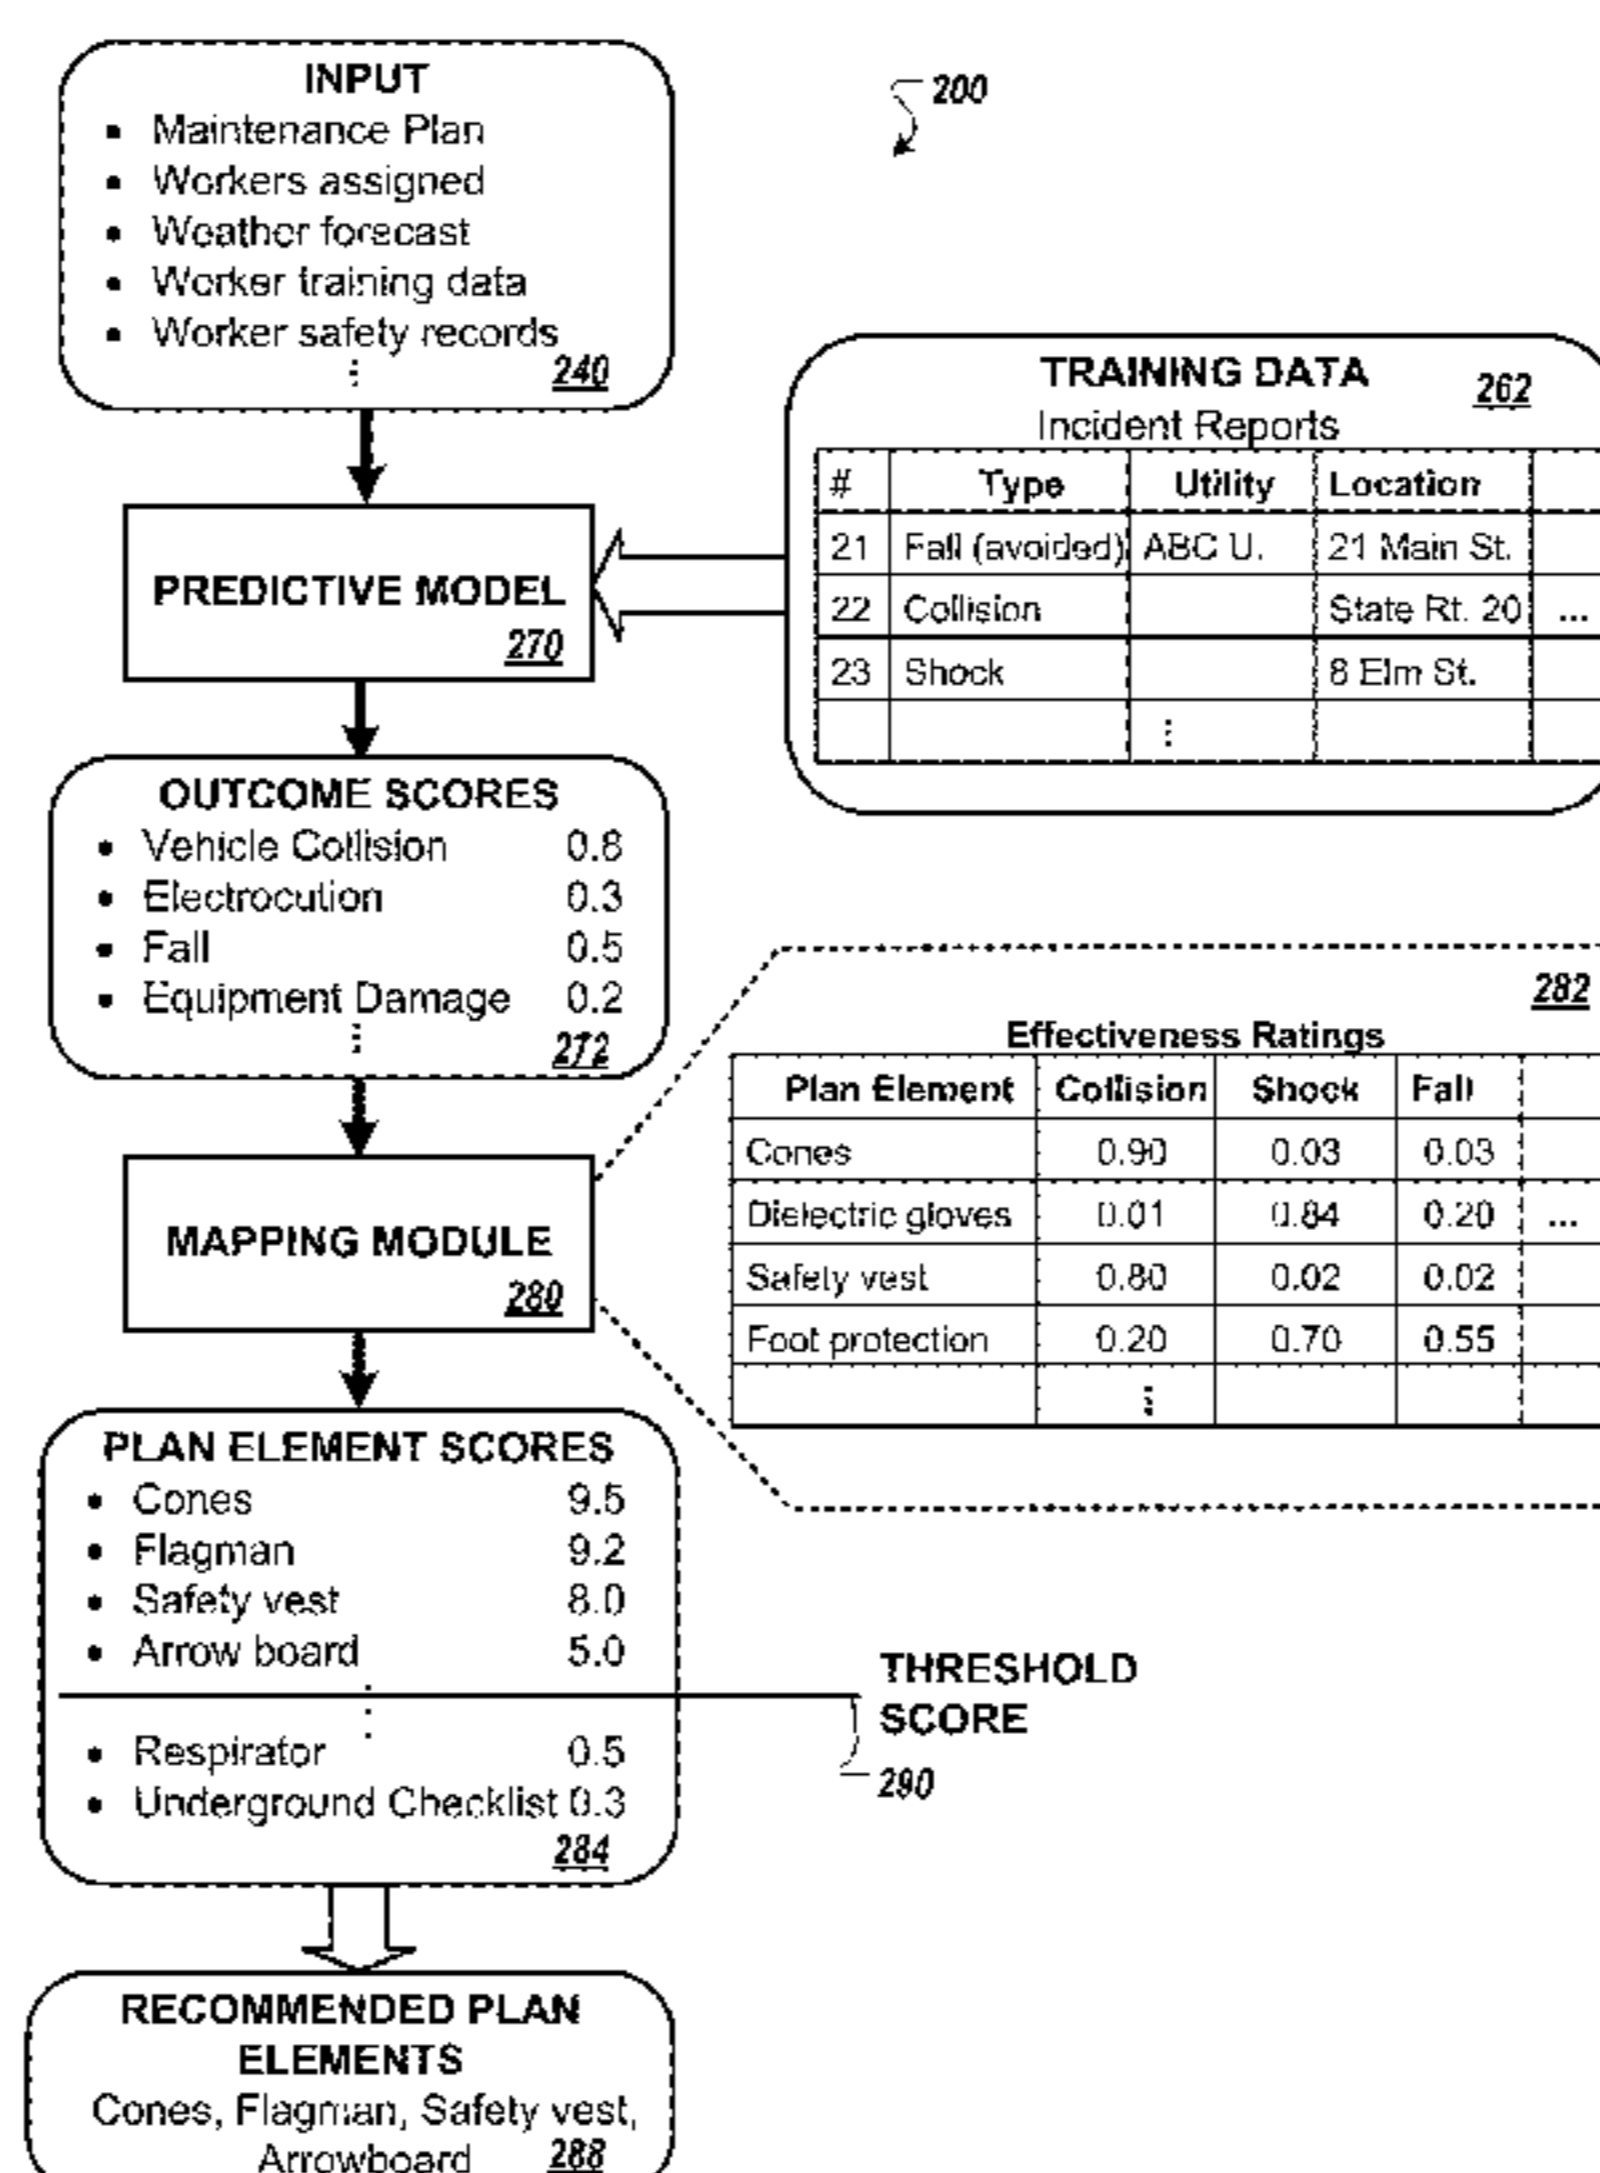 INPUT
• Maintenance Plan
• Workers assigned
• Weather forecast
• Worker training data
• Worker safety records
⋮
240
200
TRAINING DATA
262
Incident Reports
# Type Utility Location
21 Fall (avoided) ABC U. 21 Main St.
22 Collision State Rt. 20 ...
23 Shock 8 Elm St.
⋮
PREDICTIVE MODEL
270
OUTCOME SCORES
• Vehicle Collision 0.8
• Electrocution 0.3
• Fall 0.5
• Equipment Damage 0.2
⋮
272
282
Effectiveness Ratings
Plan Element Collision Shock Fall
Cones 0.90 0.03 0.03
Dielectric gloves 0.01 0.84 0.20 ...
Safety vest 0.80 0.02 0.02
Foot protection 0.20 0.70 0.55
⋮
MAPPING MODULE
280
PLAN ELEMENT SCORES
• Cones 9.5
• Flagman 9.2
• Safety vest 8.0
• Arrow board 5.0
⋮
• Respirator 0.5
• Underground Checklist 0.3
284
THRESHOLD
SCORE
290
RECOMMENDED PLAN
ELEMENTS
Cones, Flagman, Safety vest,
Arrowboard
288